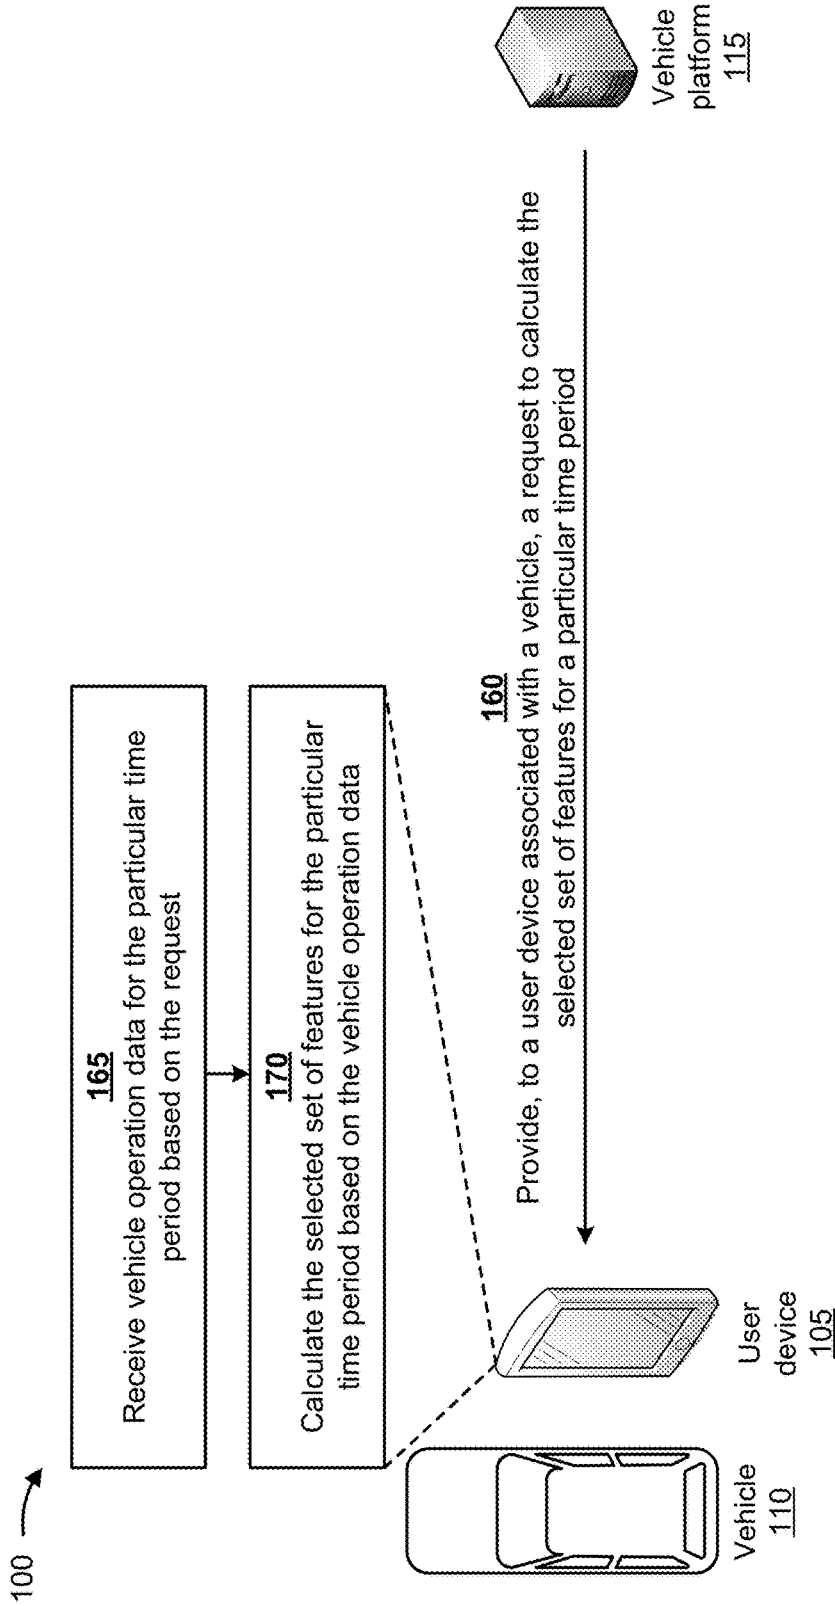 100
165
Receive vehicle operation data for the particular time
period based on the request
170
Calculate the selected set of features for the particular
time period based on the vehicle operation data
160
Provide, to a user device associated with a vehicle, a request to calculate the
selected set of features for a particular time period
Vehicle
110
User
device
105
Vehicle
platform
115